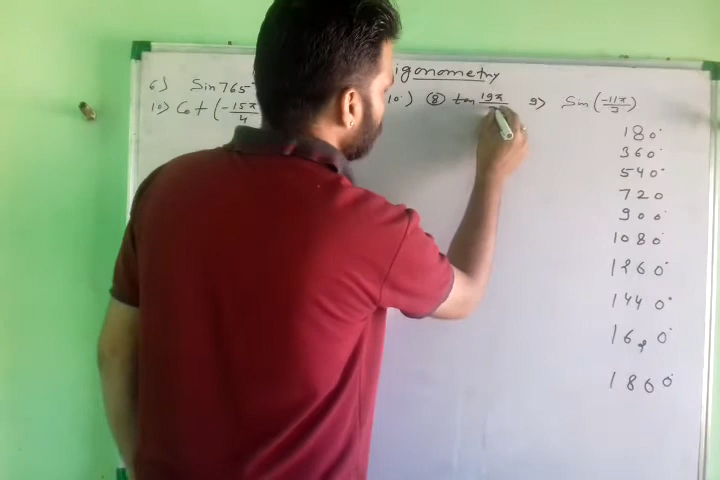 igonometry
6) Sin 765
10.) (8) tan 19π 9) Sin (-11π/3)
10) Cot (-15π/4
180°
360°
540°
720
900°
1080°
1260°
1440°
1860°